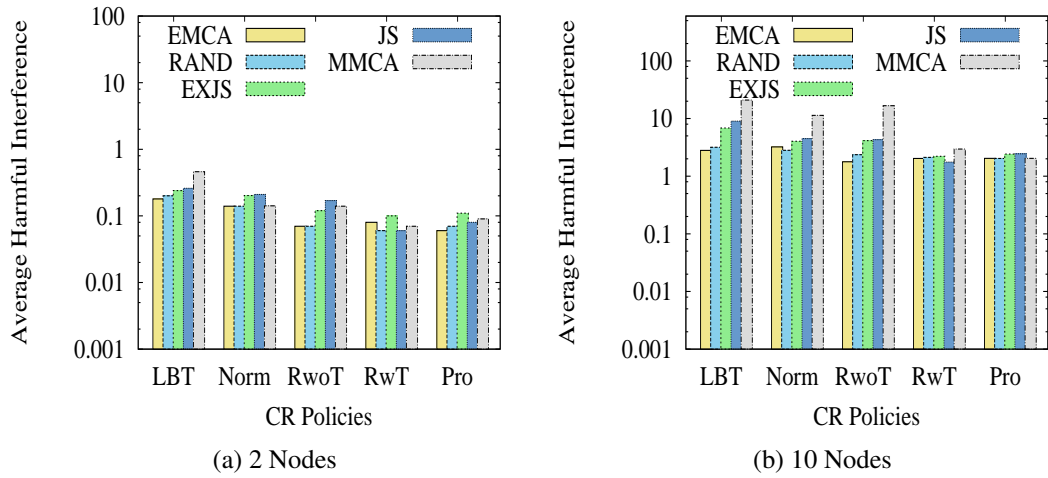 Average Harmful Interference
100
10
1
0.1
0.01
0.001
EMCA
RAND
EXJS
JS
MMCA
LBT Norm RwoT RwT Pro
CR Policies
(a) 2 Nodes
Average Harmful Interference
100
10
1
0.1
0.01
0.001
EMCA
RAND
EXJS
JS
MMCA
LBT Norm RwoT RwT Pro
CR Policies
(b) 10 Nodes